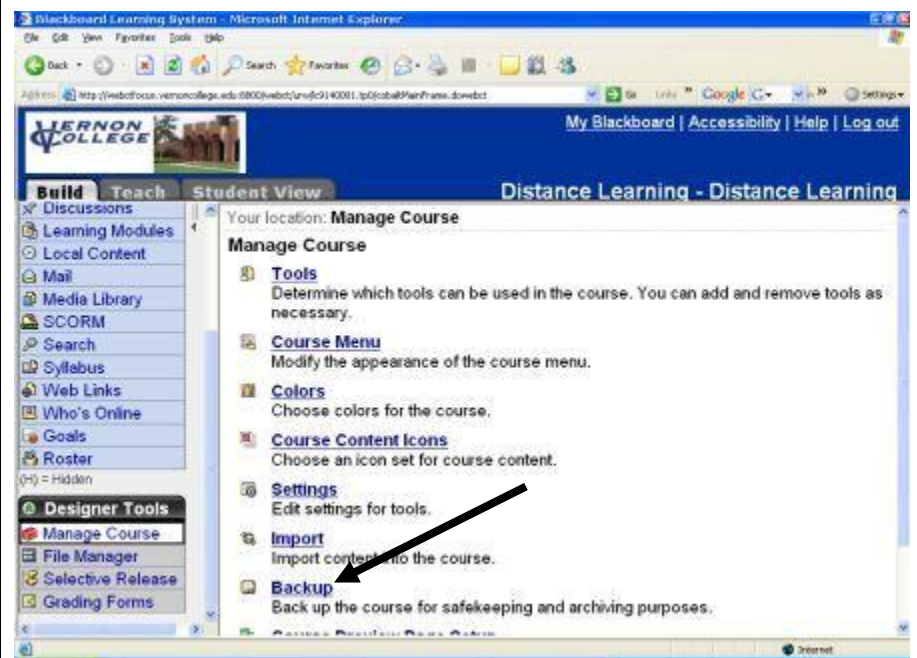 Blackboard Learning System - Microsoft Internet Explorer
File Edit View Favorites Tools Help
Back Search Favorites
Address http://webctfocus.vernoncollege.edu:8800/webct/ Go Links Google Settings
VERNON COLLEGE
My Blackboard | Accessibility | Help | Log out
Build Teach Student View
Distance Learning - Distance Learning
Discussions
Learning Modules
Local Content
Mail
Media Library
SCORM
Search
Syllabus
Web Links
Who's Online
Goals
Roster
(H) = Hidden
Designer Tools
Manage Course
File Manager
Selective Release
Grading Forms
Your location: Manage Course
Manage Course
Tools
Determine which tools can be used in the course. You can add and remove tools as
necessary.
Course Menu
Modify the appearance of the course menu.
Colors
Choose colors for the course.
Course Content Icons
Choose an icon set for course content.
Settings
Edit settings for tools.
Import
Import content into the course.
Backup
Back up the course for safekeeping and archiving purposes.
Internet